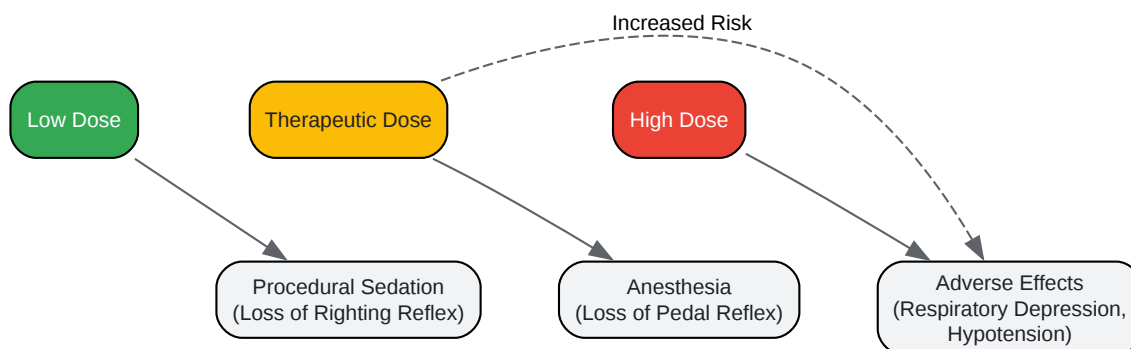 Increased Risk
Low Dose
Therapeutic Dose
High Dose
Procedural Sedation
(Loss of Righting Reflex)
Anesthesia
(Loss of Pedal Reflex)
Adverse Effects
(Respiratory Depression,
Hypotension)